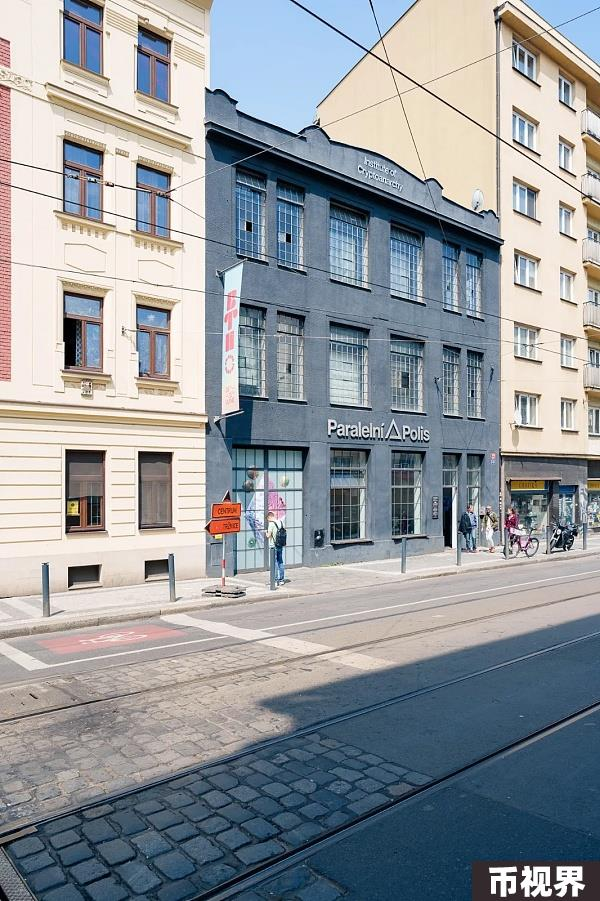 Institute of
Cryptoanarchy
Paralelní Polis
CENTRUM
TRŽNICE
币视界